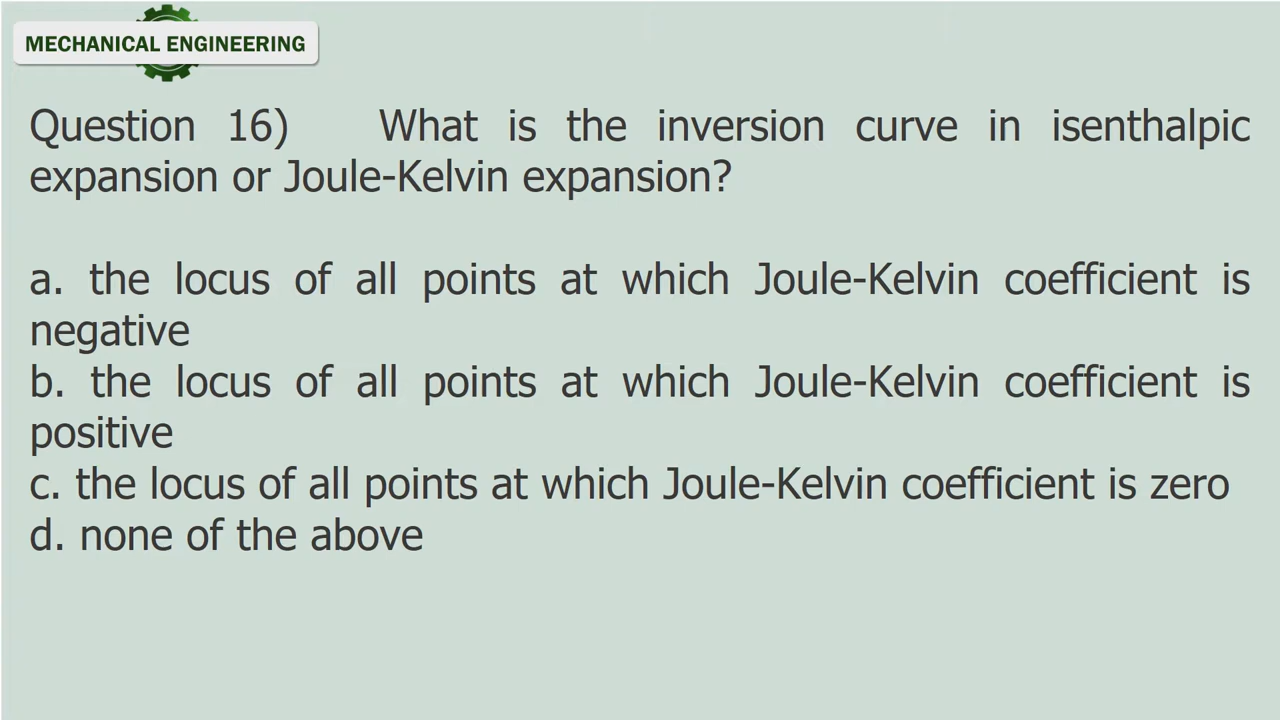 MECHANICAL ENGINEERING
Question 16) What is the inversion curve in isenthalpic
expansion or Joule-Kelvin expansion?
a. the locus of all points at which Joule-Kelvin coefficient is
negative
b. the locus of all points at which Joule-Kelvin coefficient is
positive
c. the locus of all points at which Joule-Kelvin coefficient is zero
d. none of the above